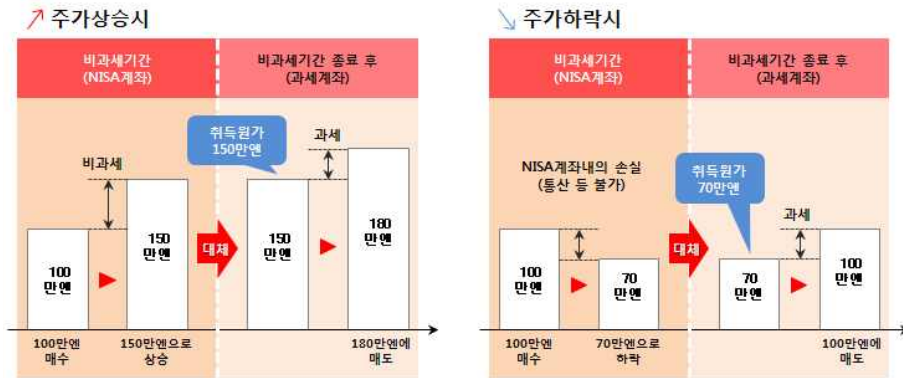 주가상승시
비과세기간
(NISA계좌)
비과세기간 종료 후
(과세계좌)
취득원가
150만엔
과세
비과세
100
만엔
150
만엔
대체
150
만엔
180
만엔
100만엔
매수
150만엔으로
상승
180만엔에
매도
주가하락시
비과세기간
(NISA계좌)
비과세기간 종료 후
(과세계좌)
NISA계좌내의 손실
(통산 등 불가)
취득원가
70만엔
과세
100
만엔
70
만엔
대체
70
만엔
100
만엔
100만엔
매수
70만엔으로
하락
100만엔에
매도